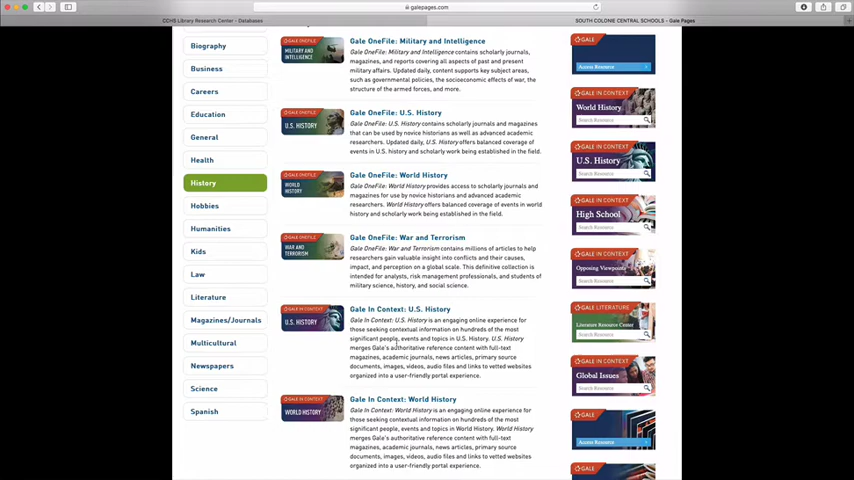 galepages.com
CCHS Library Research Center - Databases
SOUTH COLONIE CENTRAL SCHOOLS - Gale Pages
Biography
Business
Careers
Education
General
Health
History
Hobbies
Humanities
Kids
Law
Literature
Magazines/Journals
Multicultural
Newspapers
Science
Spanish
GALE ONEFILE
MILITARY AND
INTELLIGENCE
Gale OneFile: Military and Intelligence
Gale OneFile: Military and Intelligence contains scholarly journals,
magazines, and reports covering all aspects of past and present
military affairs. Updated daily, content supports key subject areas,
such as governmental policies, the socioeconomic effects of war, the
structure of the armed forces, and more.
GALE ONEFILE
U.S. HISTORY
Gale OneFile: U.S. History
Gale OneFile: U.S. History contains scholarly journals and magazines
that can be used by novice historians as well as advanced academic
researchers. Updated daily, U.S. History offers balanced coverage of
events in U.S. history and scholarly work being established in the field.
GALE ONEFILE
WORLD
HISTORY
Gale OneFile: World History
Gale OneFile: World History provides access to scholarly journals and
magazines for use by novice historians and advanced academic
researchers. World History offers balanced coverage of events in world
history and scholarly work being established in the field.
GALE ONEFILE
WAR AND
TERRORISM
Gale OneFile: War and Terrorism
Gale OneFile: War and Terrorism contains millions of articles to help
researchers gain valuable insight into conflicts and their causes,
impact, and perception on a global scale. This definitive collection is
intended for analysts, risk management professionals, and students of
military science, history, and social science.
GALE IN CONTEXT
U.S. HISTORY
Gale In Context: U.S. History
Gale In Context: U.S. History is an engaging online experience for
those seeking contextual information on hundreds of the most
significant people, events and topics in U.S. History. U.S. History
merges Gale's authoritative reference content with full-text
magazines, academic journals, news articles, primary source
documents, images, videos, audio files and links to vetted websites
organized into a user-friendly portal experience.
GALE IN CONTEXT
WORLD HISTORY
Gale In Context: World History
Gale In Context: World History is an engaging online experience for
those seeking contextual information on hundreds of the most
significant people, events and topics in World History. World History
merges Gale's authoritative reference content with full-text
magazines, academic journals, news articles, primary source
documents, images, videos, audio files and links to vetted websites
organized into a user-friendly portal experience.
GALE
Access Resource
GALE IN CONTEXT
World History
Search Resource
GALE IN CONTEXT
U.S. History
Search Resource
GALE IN CONTEXT
High School
Search Resource
GALE IN CONTEXT
Opposing Viewpoints
Search Resource
GALE LITERATURE
Literature Resource Center
Search Resource
GALE IN CONTEXT
Global Issues
Search Resource
GALE
Access Resource